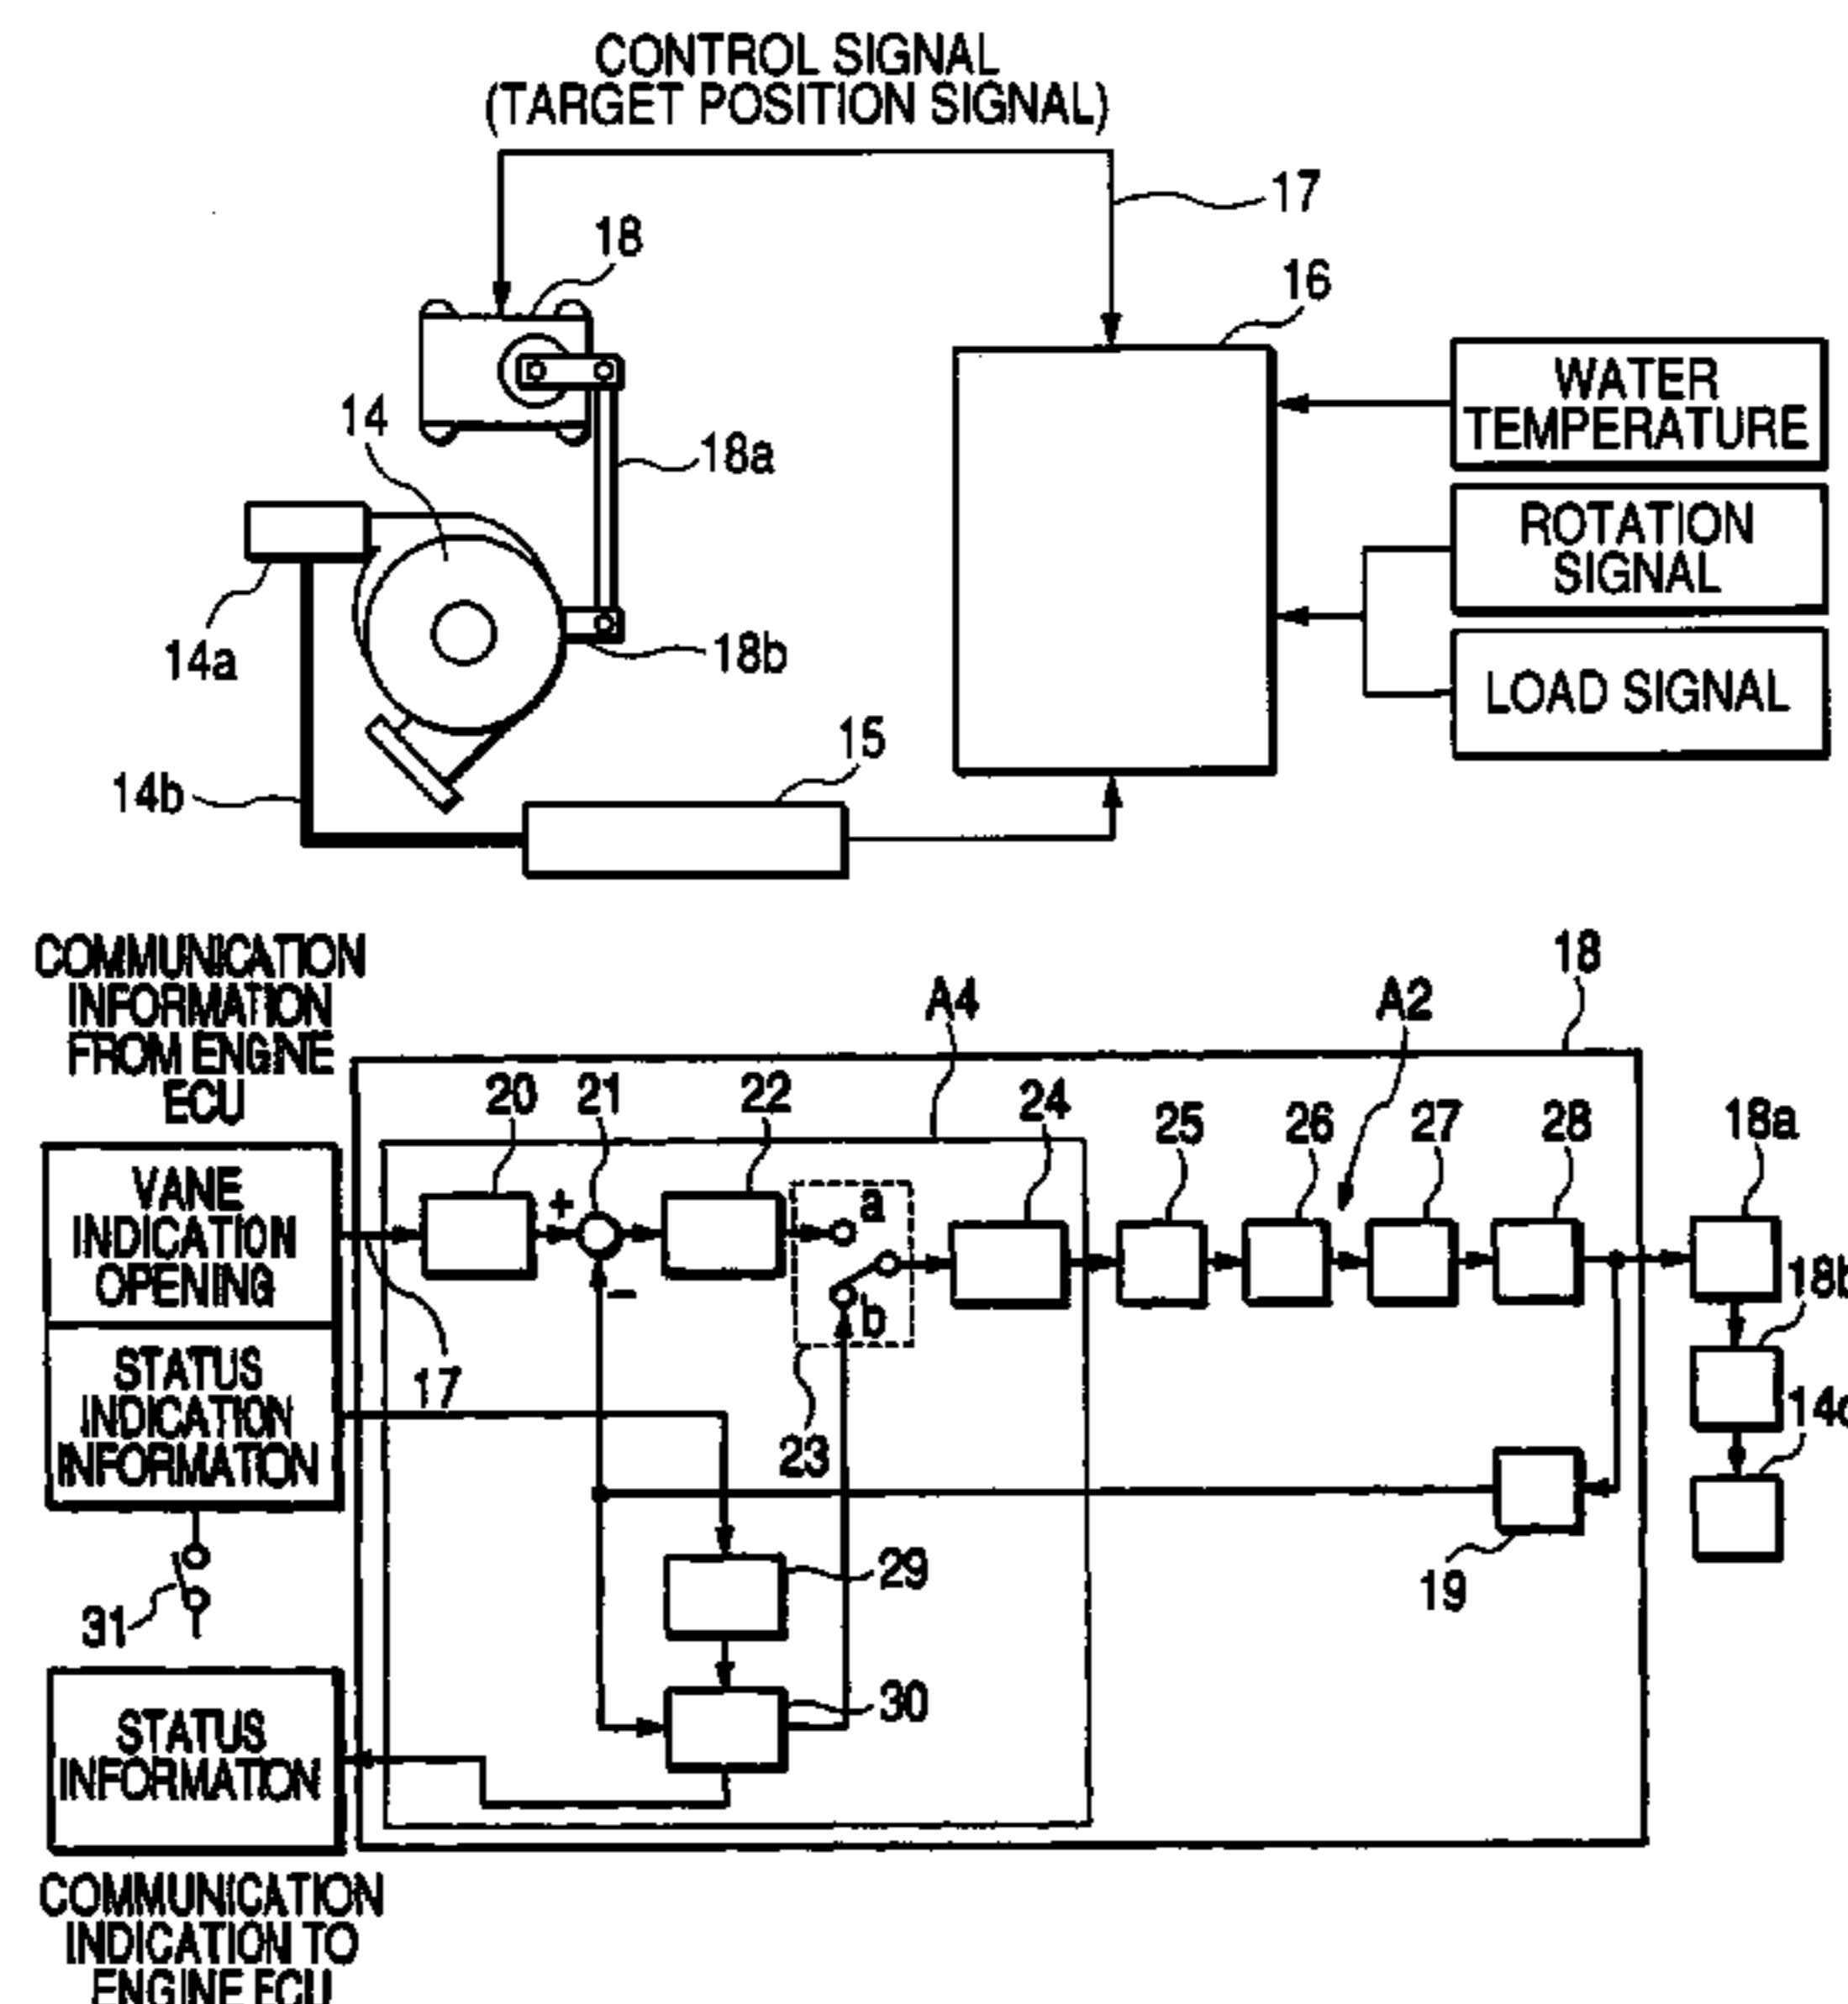 CONTROL SIGNAL
(TARGET POSITION SIGNAL)
17
18
16
WATER
TEMPERATURE
14
18a
ROTATION
SIGNAL
14a
18b
LOAD SIGNAL
15
14b
COMMUNICATION
INFORMATION
FROM ENGINE
ECU
18
A4
A2
20
21
22
24
25
26
27
28
18a
VANE
INDICATION
OPENING
+
a
−
b
18b
STATUS
INDICATION
INFORMATION
17
23
14c
29
19
31
30
STATUS
INFORMATION
COMMUNICATION
INDICATION TO
ENGINE ECU